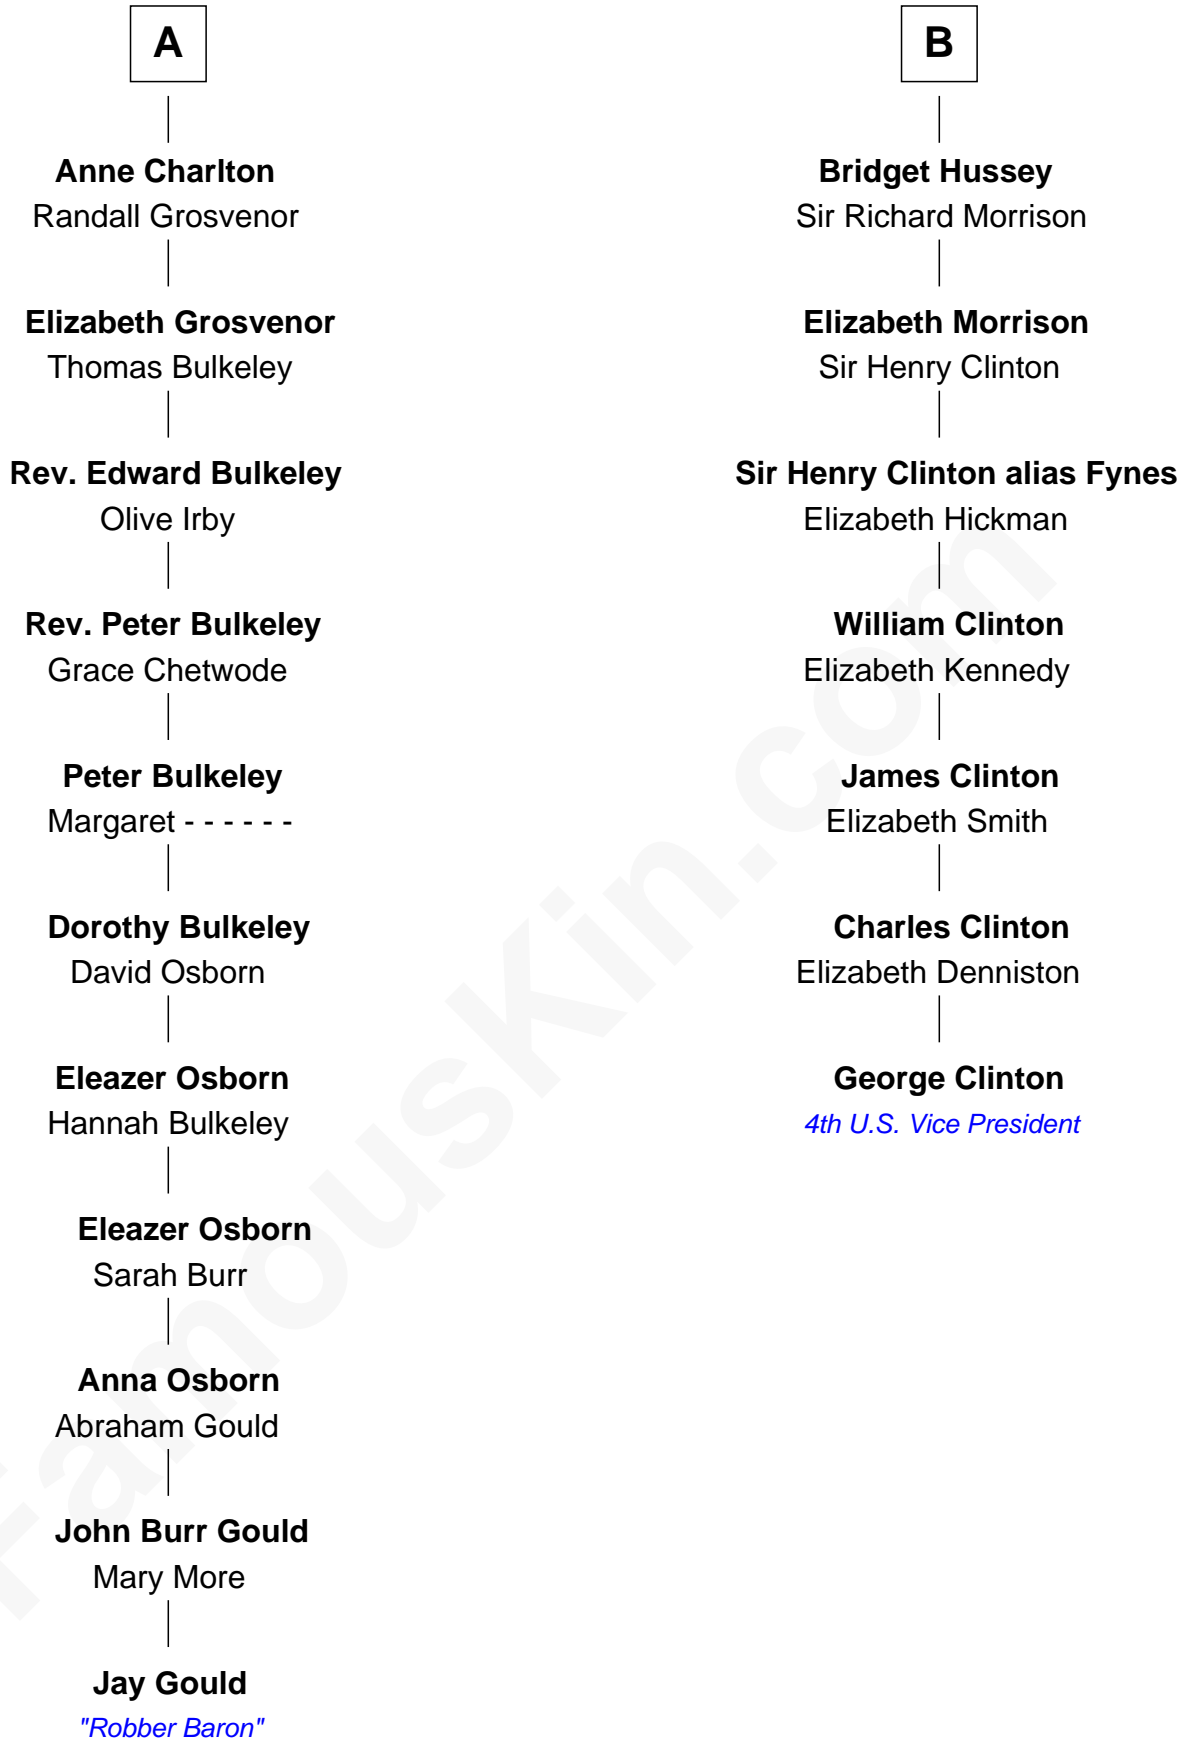 A
Anne Charlton
Randall Grosvenor
Elizabeth Grosvenor
Thomas Bulkeley
Rev. Edward Bulkeley
Olive Irby
Rev. Peter Bulkeley
Grace Chetwode
Peter Bulkeley
Margaret - - - - - -
Dorothy Bulkeley
David Osborn
Eleazer Osborn
Hannah Bulkeley
Eleazer Osborn
Sarah Burr
Anna Osborn
Abraham Gould
John Burr Gould
Mary More
Jay Gould
"Robber Baron"
B
Bridget Hussey
Sir Richard Morrison
Elizabeth Morrison
Sir Henry Clinton
Sir Henry Clinton alias Fynes
Elizabeth Hickman
William Clinton
Elizabeth Kennedy
James Clinton
Elizabeth Smith
Charles Clinton
Elizabeth Denniston
George Clinton
4th U.S. Vice President
FamousKin.com